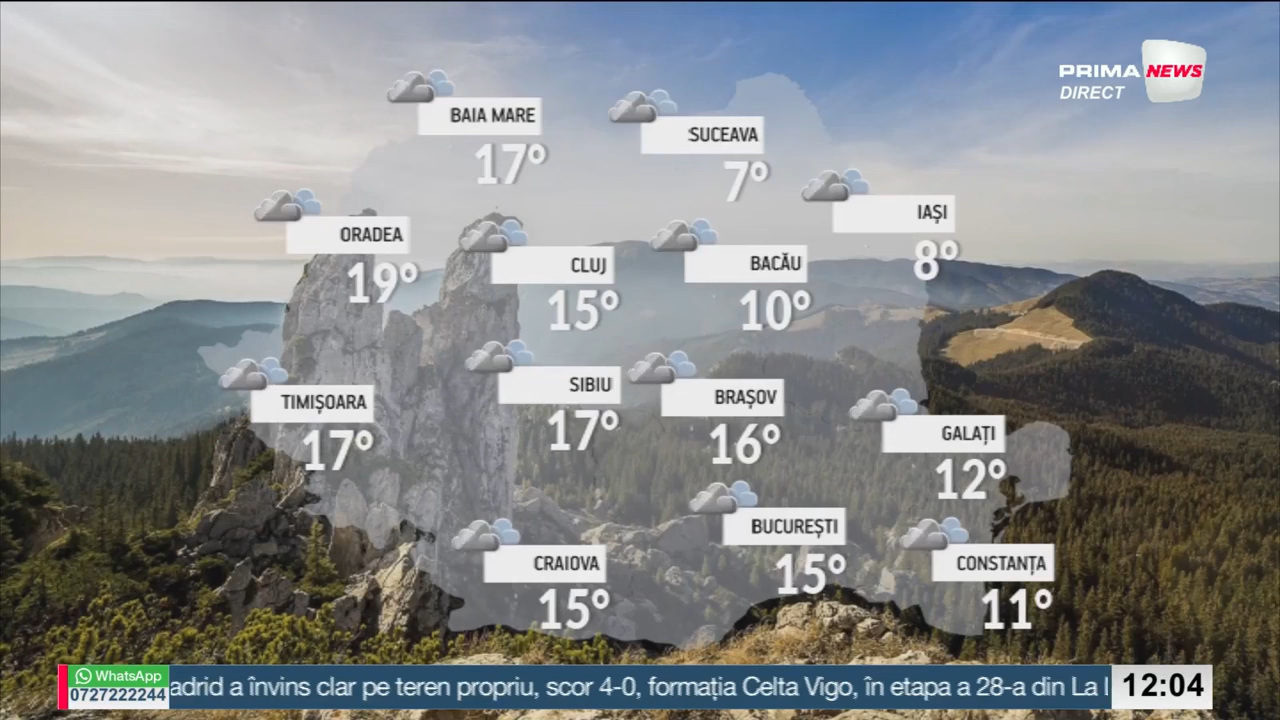 PRIMA NEWS
DIRECT
BAIA MARE
17°
SUCEAVA
7°
IAȘI
8°
ORADEA
19°
CLUJ
15°
BACĂU
10°
TIMIȘOARA
17°
SIBIU
17°
BRAȘOV
16°
GALAȚI
12°
BUCUREȘTI
15°
CRAIOVA
15°
CONSTANȚA
11°
WhatsApp
0727222244
adrid a învins clar pe teren propriu, scor 4-0, formația Celta Vigo, în etapa a 28-a din La
12:04